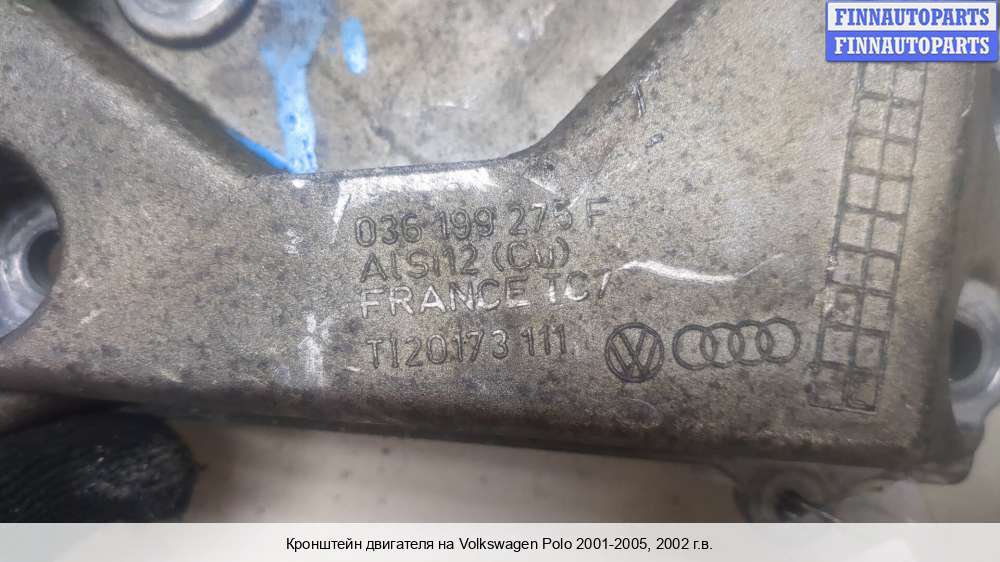 FINNAUTOPARTS
FINNAUTOPARTS
036 199 275 F
AlSi12 (Cu)
FRANCE TC7
TI20173 111
Кронштейн двигателя на Volkswagen Polo 2001-2005, 2002 г.в.